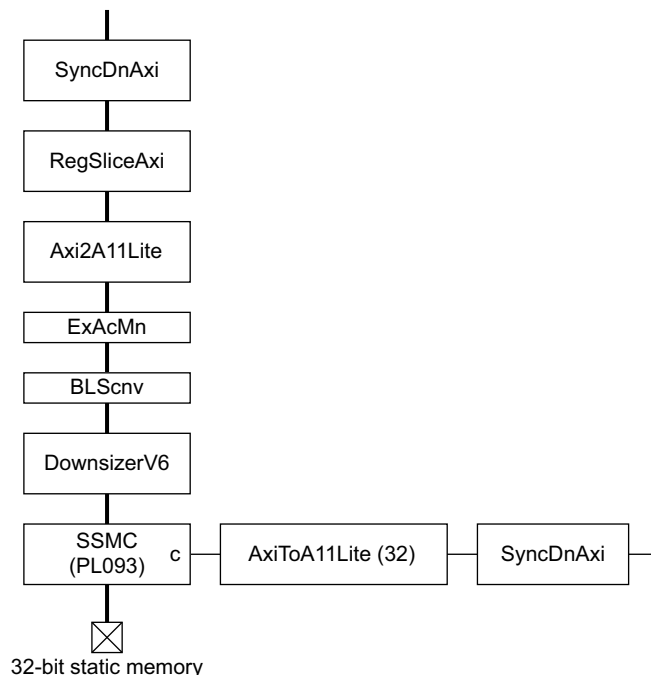 SyncDnAxi
RegSliceAxi
Axi2A11Lite
ExAcMn
BLScnv
DownsizerV6
SSMC
(PL093)
c
AxiToA11Lite (32)
SyncDnAxi
32-bit static memory